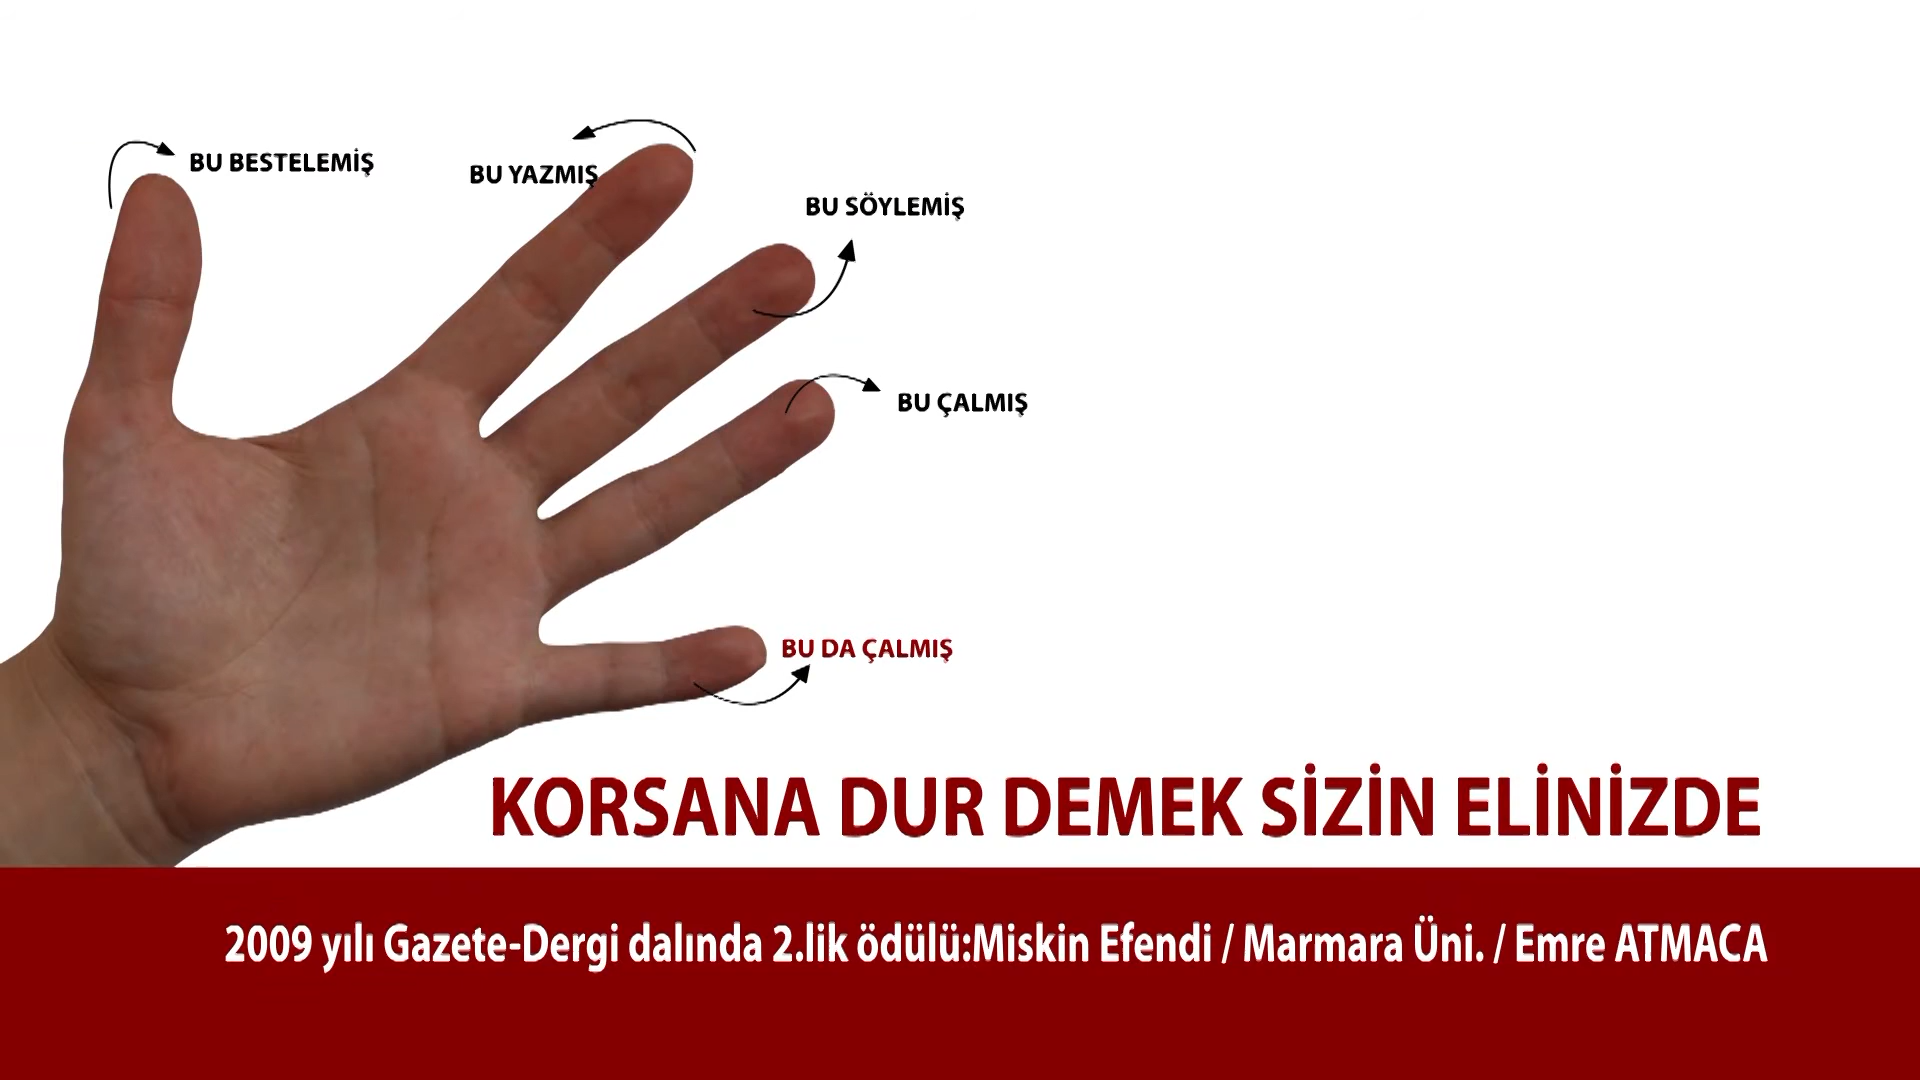 BU BESTELEMİŞ
BU YAZMIŞ
BU SÖYLEMİŞ
BU ÇALMIŞ
BU DA ÇALMIŞ
KORSANA DUR DEMEK SİZİN ELİNİZDE
2009 yılı Gazete-Dergi dalında 2.lik ödülü:Miskin Efendi / Marmara Üni. / Emre ATMACA